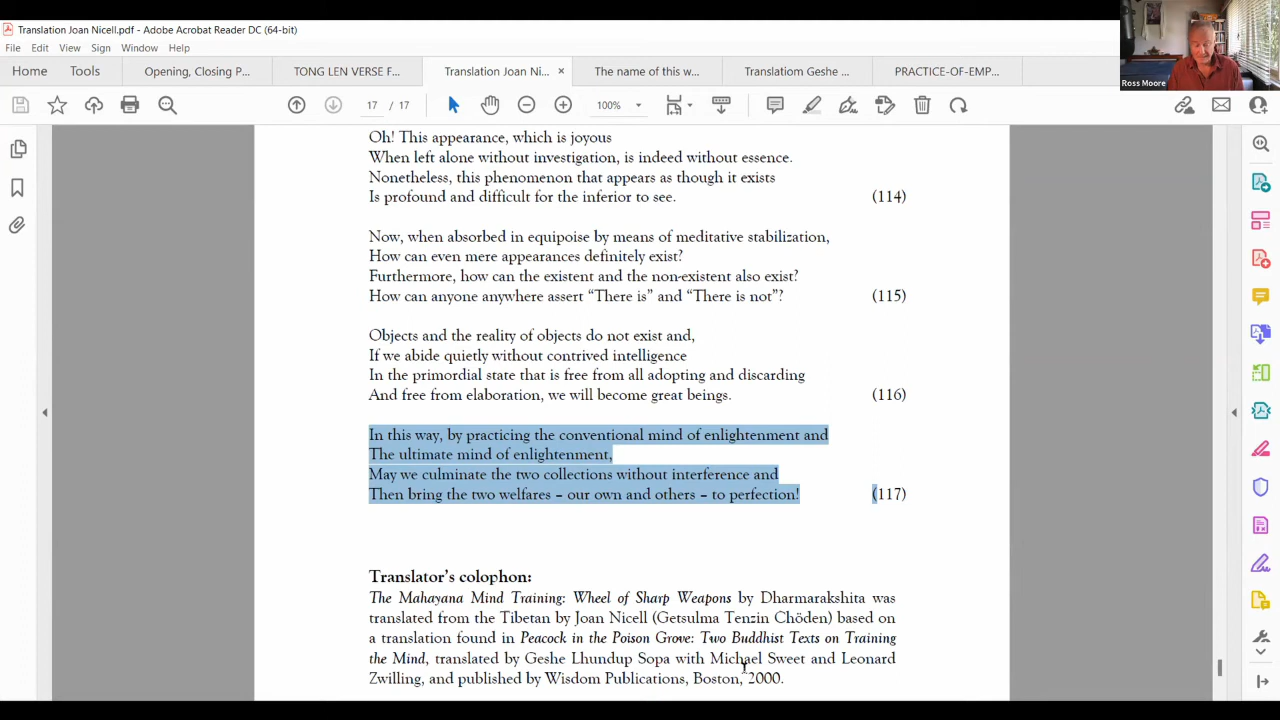 Translation Joan Nicell.pdf - Adobe Acrobat Reader DC (64-bit)
File Edit View Sign Window Help
Home Tools Opening, Closing P... TONG LEN VERSE F... Translation Joan Ni... × The name of this w... Translatiom Geshe ... PRACTICE-OF-EMP...
Ross Moore
17 / 17 100%
Oh! This appearance, which is joyous
When left alone without investigation, is indeed without essence.
Nonetheless, this phenomenon that appears as though it exists
Is profound and difficult for the inferior to see. (114)
Now, when absorbed in equipoise by means of meditative stabilization,
How can even mere appearances definitely exist?
Furthermore, how can the existent and the non-existent also exist?
How can anyone anywhere assert “There is” and “There is not”? (115)
Objects and the reality of objects do not exist and,
If we abide quietly without contrived intelligence
In the primordial state that is free from all adopting and discarding
And free from elaboration, we will become great beings. (116)
In this way, by practicing the conventional mind of enlightenment and
The ultimate mind of enlightenment,
May we culminate the two collections without interference and
Then bring the two welfares – our own and others – to perfection! (117)
Translator’s colophon:
The Mahayana Mind Training: Wheel of Sharp Weapons by Dharmarakshita was
translated from the Tibetan by Joan Nicell (Getsulma Tenzin Chöden) based on
a translation found in Peacock in the Poison Grove: Two Buddhist Texts on Training
the Mind, translated by Geshe Lhundup Sopa with Michael Sweet and Leonard
Zwilling, and published by Wisdom Publications, Boston, 2000.